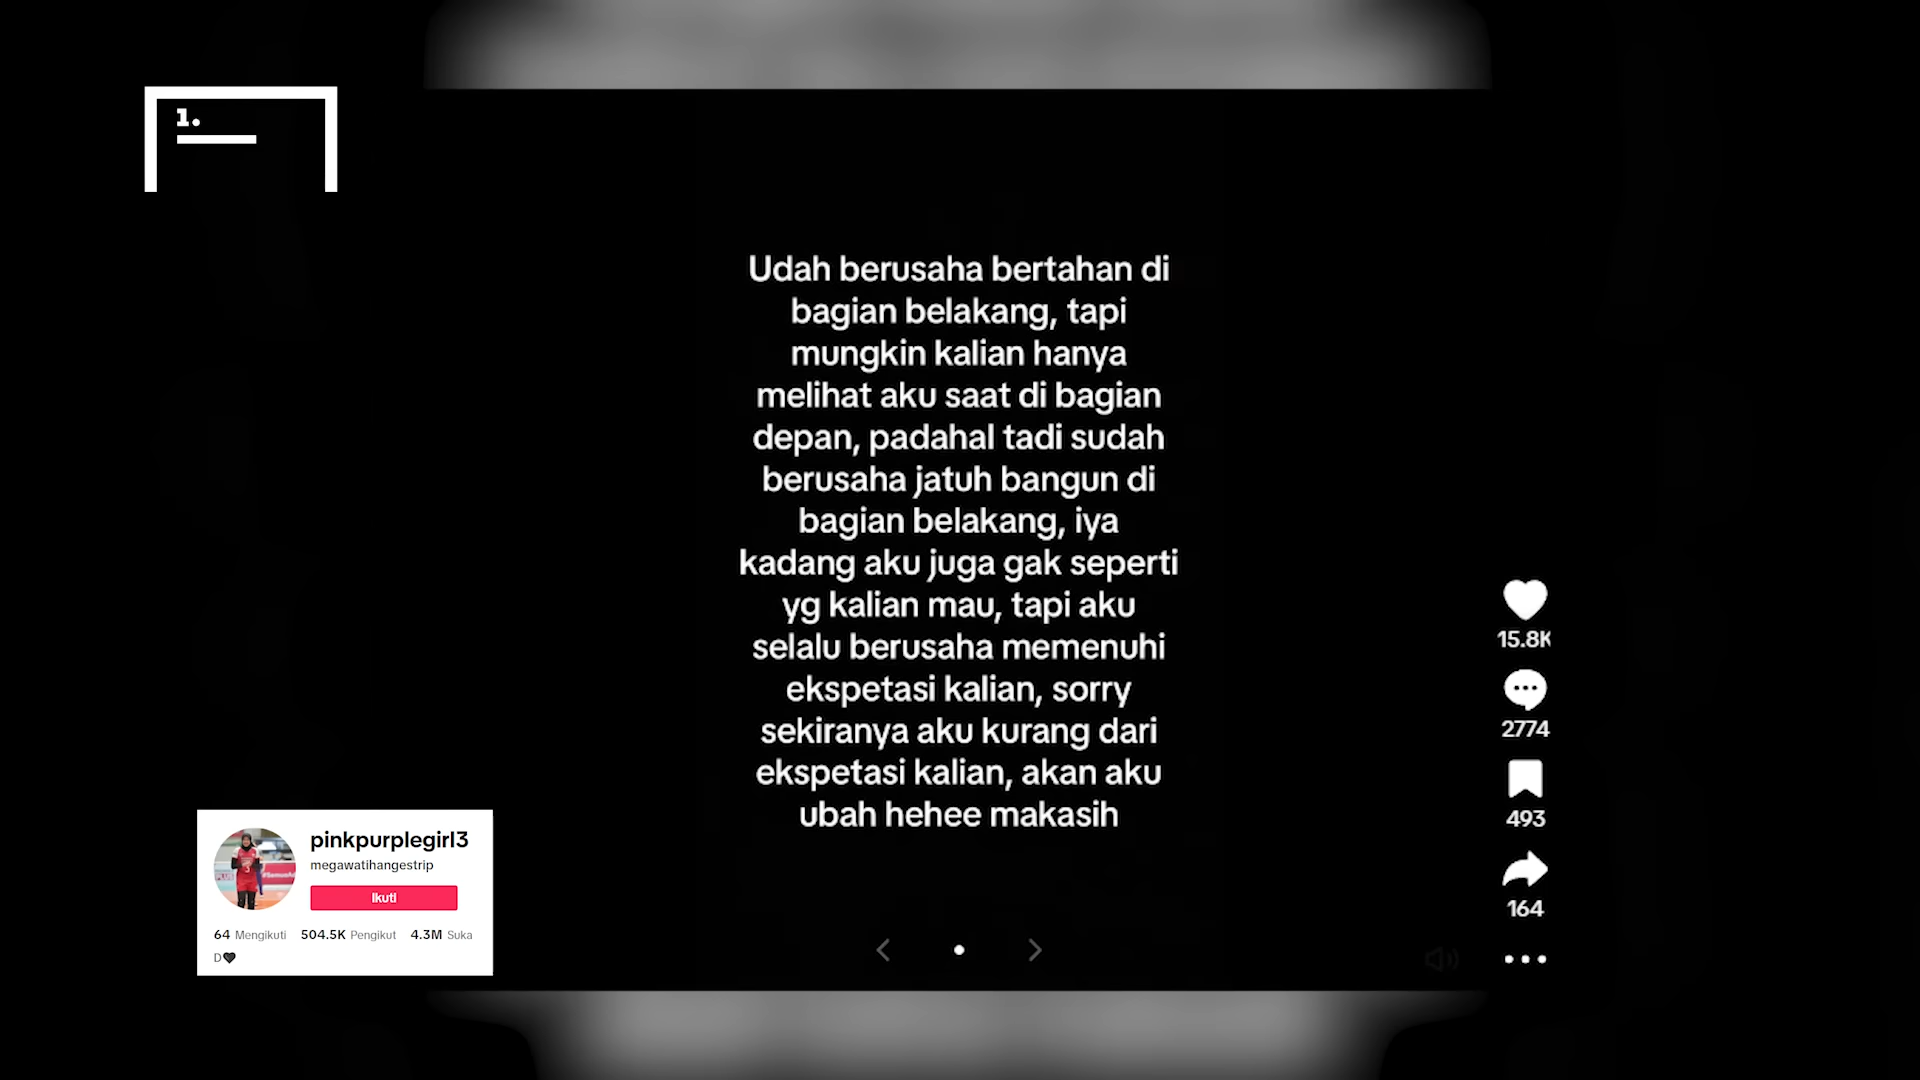 1.
Udah berusaha bertahan di
bagian belakang, tapi
mungkin kalian hanya
melihat aku saat di bagian
depan, padahal tadi sudah
berusaha jatuh bangun di
bagian belakang, iya
kadang aku juga gak seperti
yg kalian mau, tapi aku
selalu berusaha memenuhi
ekspetasi kalian, sorry
sekiranya aku kurang dari
ekspetasi kalian, akan aku
ubah hehee makasih
15.8K
2774
493
164
pinkpurplegirl3
megawatihangestrip
Ikuti
64 Mengikuti 504.5K Pengikut 4.3M Suka
D🖤